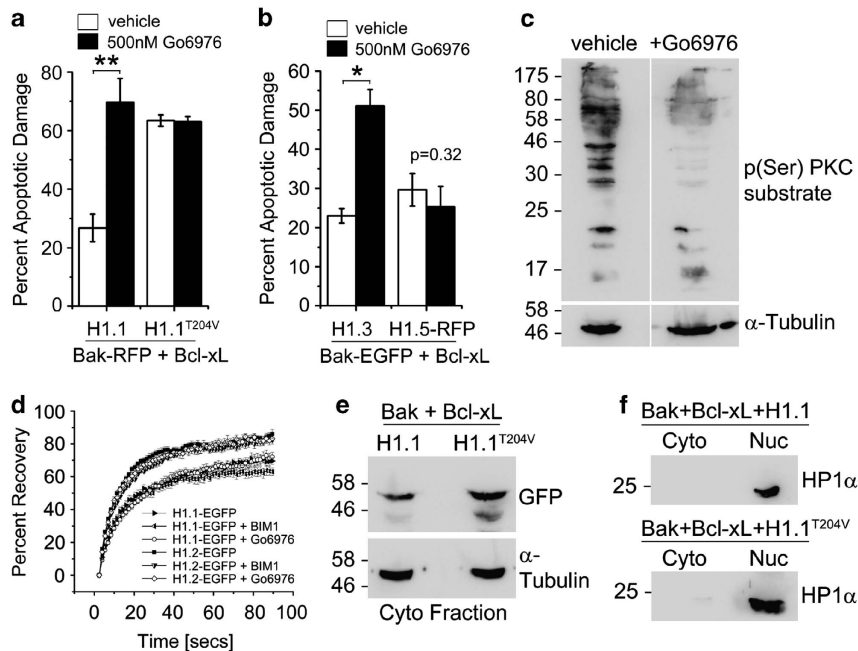 a
vehicle
500nM Go6976
**
Percent Apoptotic Damage
80
60
40
20
0
H1.1 H1.1T204V
Bak-RFP + Bcl-xL
b
vehicle
500nM Go6976
*
p=0.32
Percent Apoptotic Damage
60
50
40
30
20
10
0
H1.3 H1.5-RFP
Bak-EGFP + Bcl-xL
c
vehicle +Go6976
175
80
58
46
30
25
17
p(Ser) PKC
substrate
58
46
α-Tubulin
d
Percent Recovery
100
80
60
40
20
0
H1.1-EGFP
H1.1-EGFP + BIM1
H1.1-EGFP + Go6976
H1.2-EGFP
H1.2-EGFP + BIM1
H1.2-EGFP + Go6976
0 20 40 60 80 100
Time [secs]
e
Bak + Bcl-xL
H1.1 H1.1T204V
58
46
GFP
58
46
α-
Tubulin
Cyto Fraction
f
Bak+Bcl-xL+H1.1
Cyto Nuc
25
HP1α
Bak+Bcl-xL+H1.1T204V
Cyto Nuc
25
HP1α